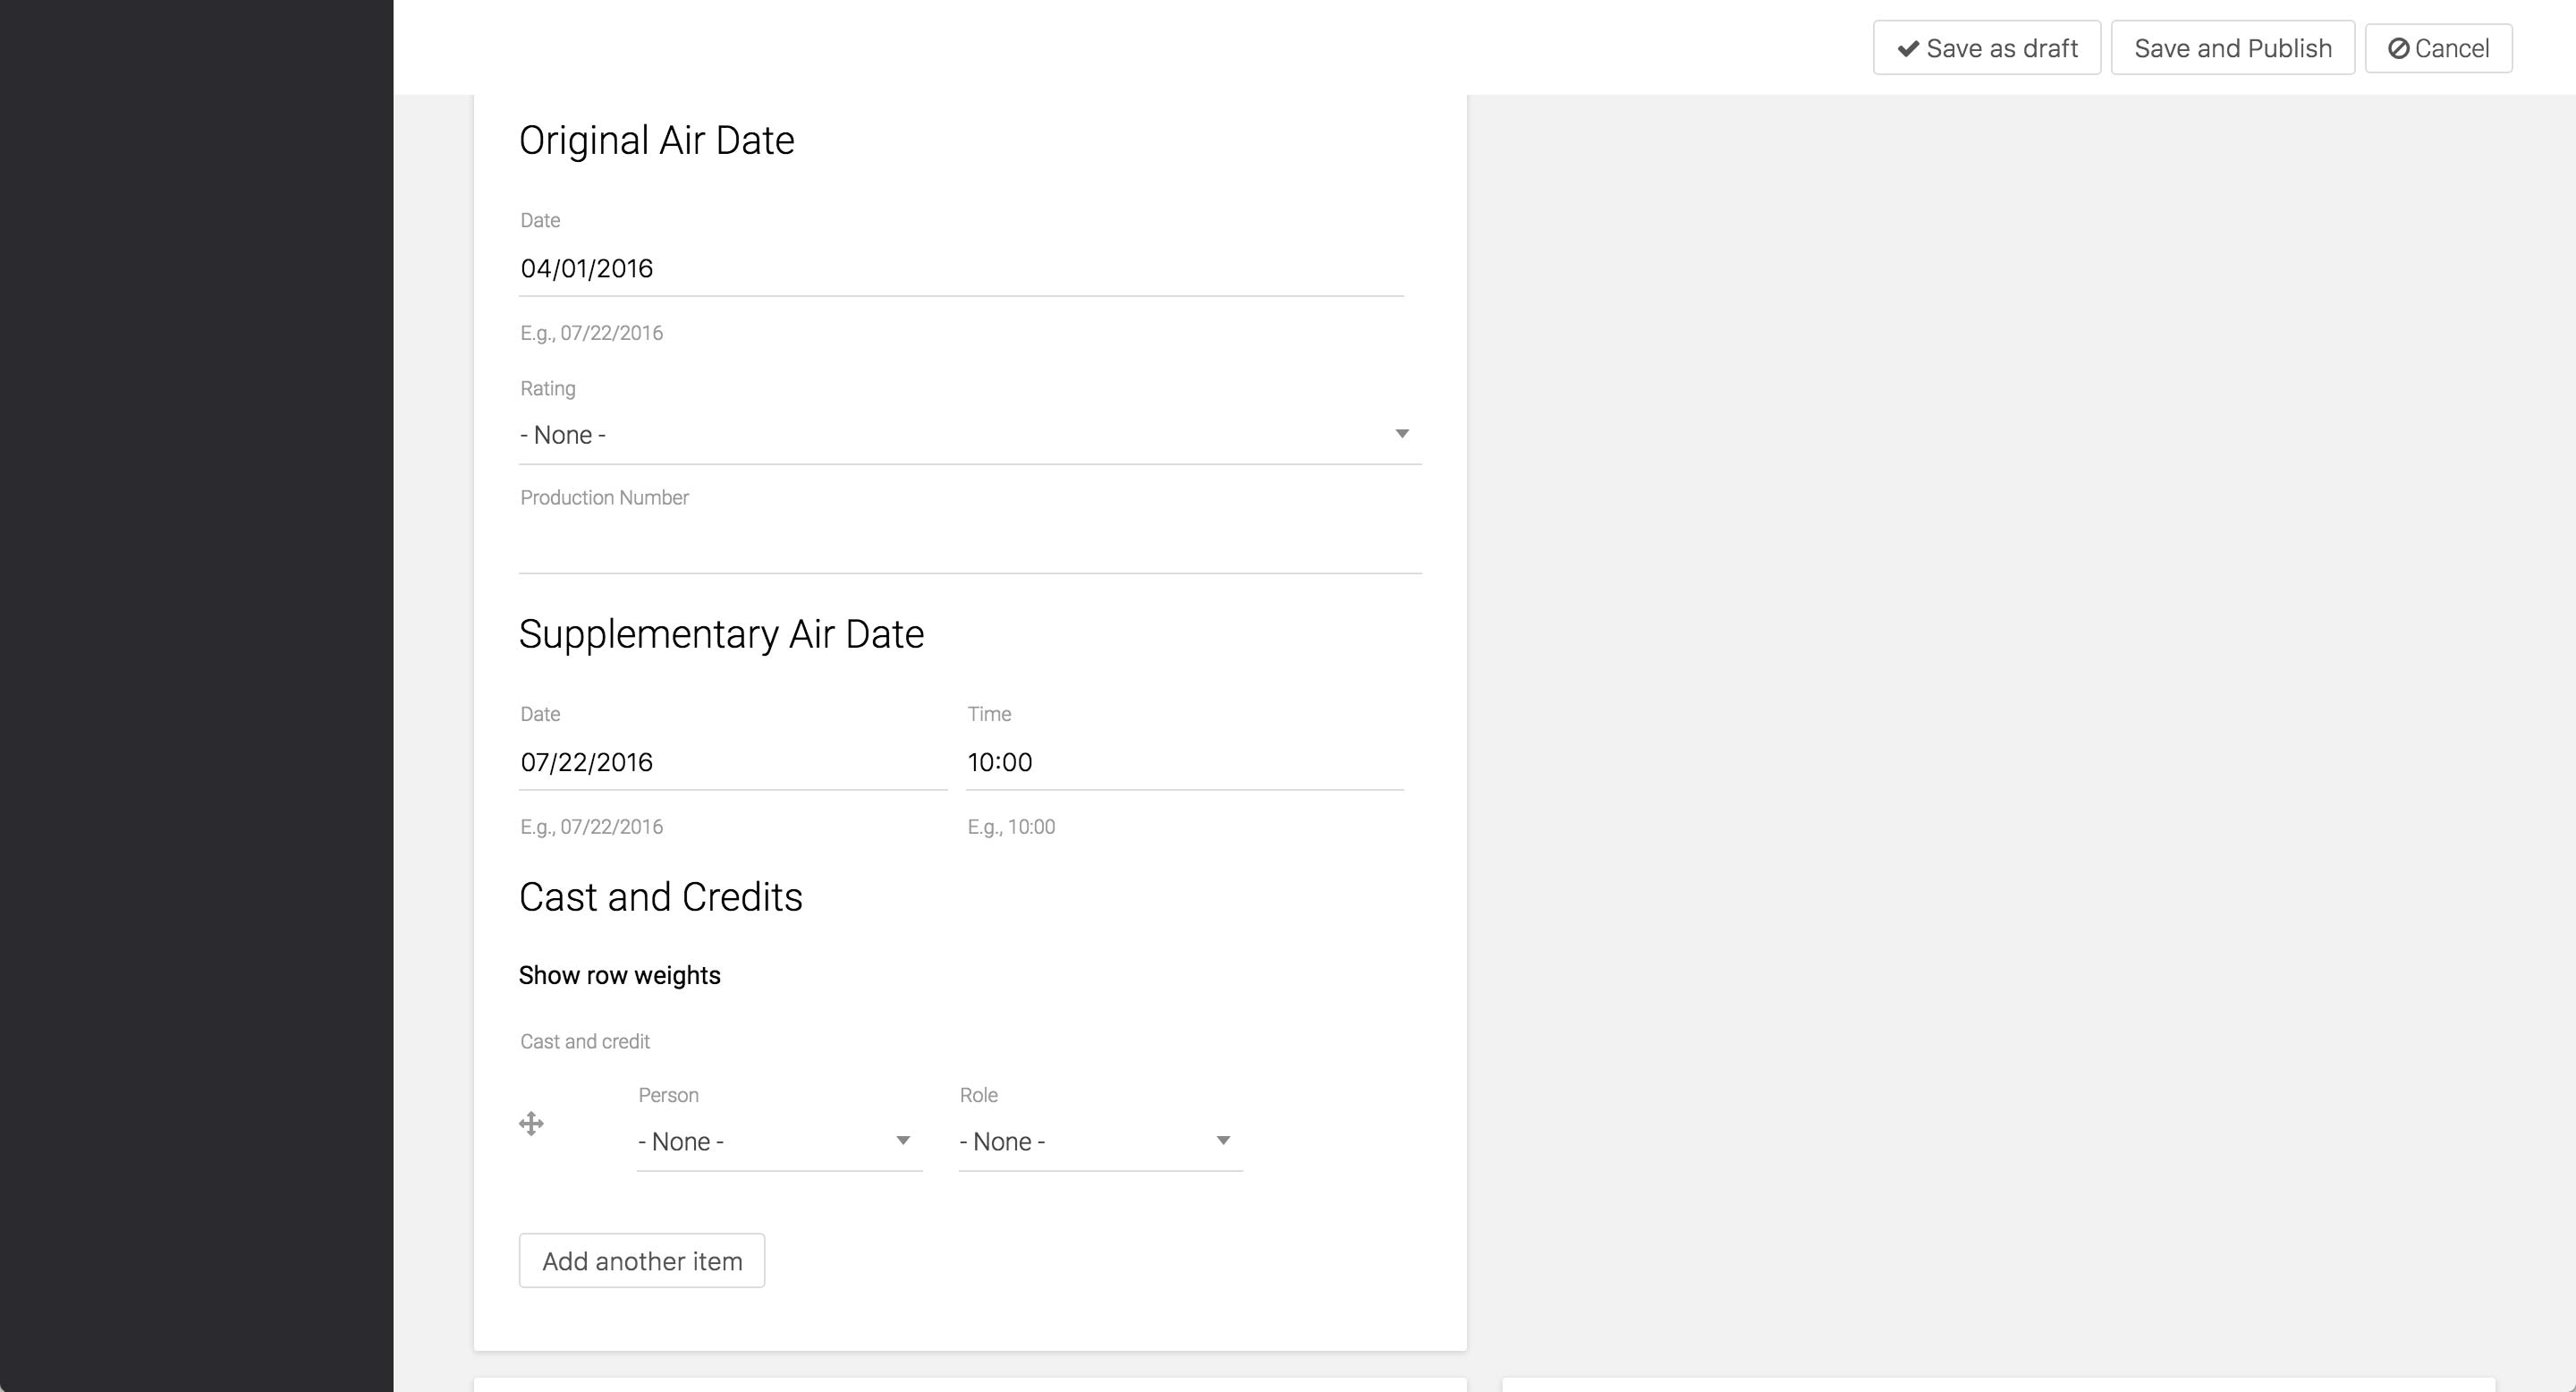 Save as draft Save and Publish Cancel
Original Air Date
Date
04/01/2016
E.g., 07/22/2016
Rating
- None -
Production Number
Supplementary Air Date
Date Time
07/22/2016 10:00
E.g., 07/22/2016 E.g., 10:00
Cast and Credits
Show row weights
Cast and credit
Person Role
- None - - None -
Add another item